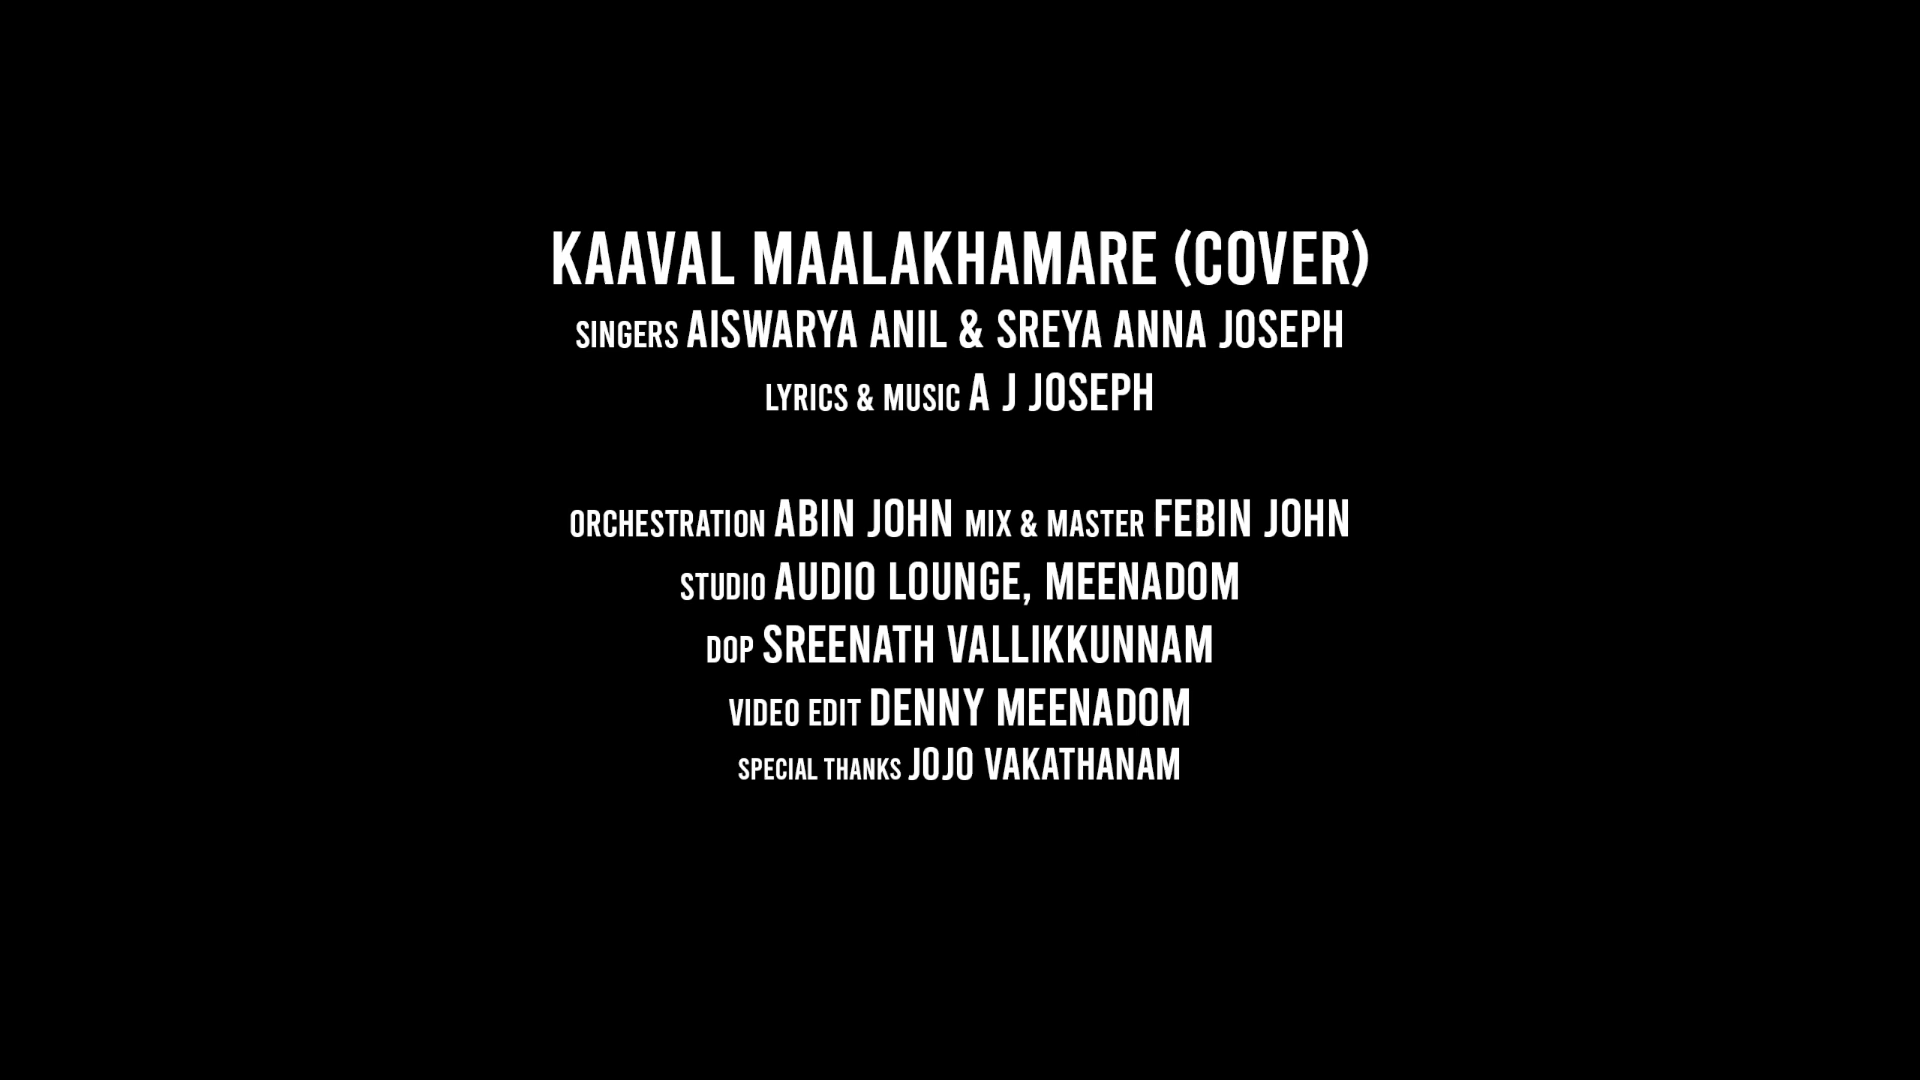 KAAVAL MAALAKHAMARE (COVER)
SINGERS AISWARYA ANIL & SREYA ANNA JOSEPH
LYRICS & MUSIC A J JOSEPH
ORCHESTRATION ABIN JOHN MIX & MASTER FEBIN JOHN
STUDIO AUDIO LOUNGE, MEENADOM
DOP SREENATH VALLIKKUNNAM
VIDEO EDIT DENNY MEENADOM
SPECIAL THANKS JOJO VAKATHANAM